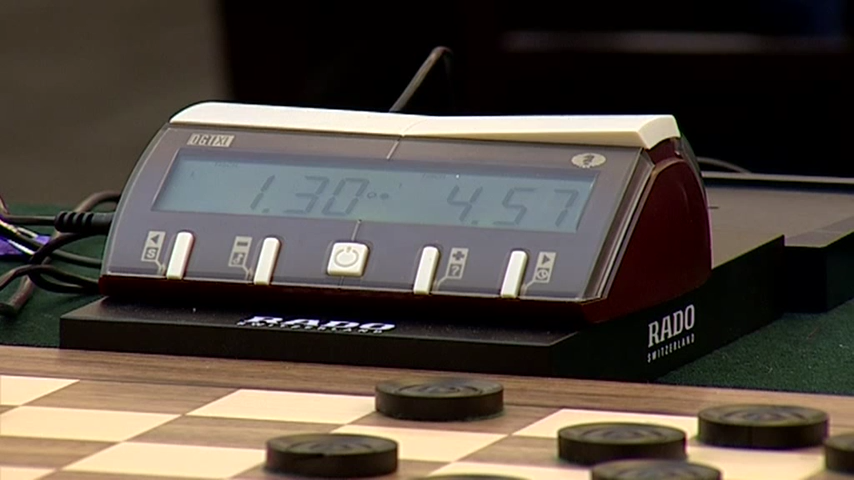 DGT XL
1.30 4.57
S
?
RADO
SWITZERLAND
RADO
SWITZERLAND